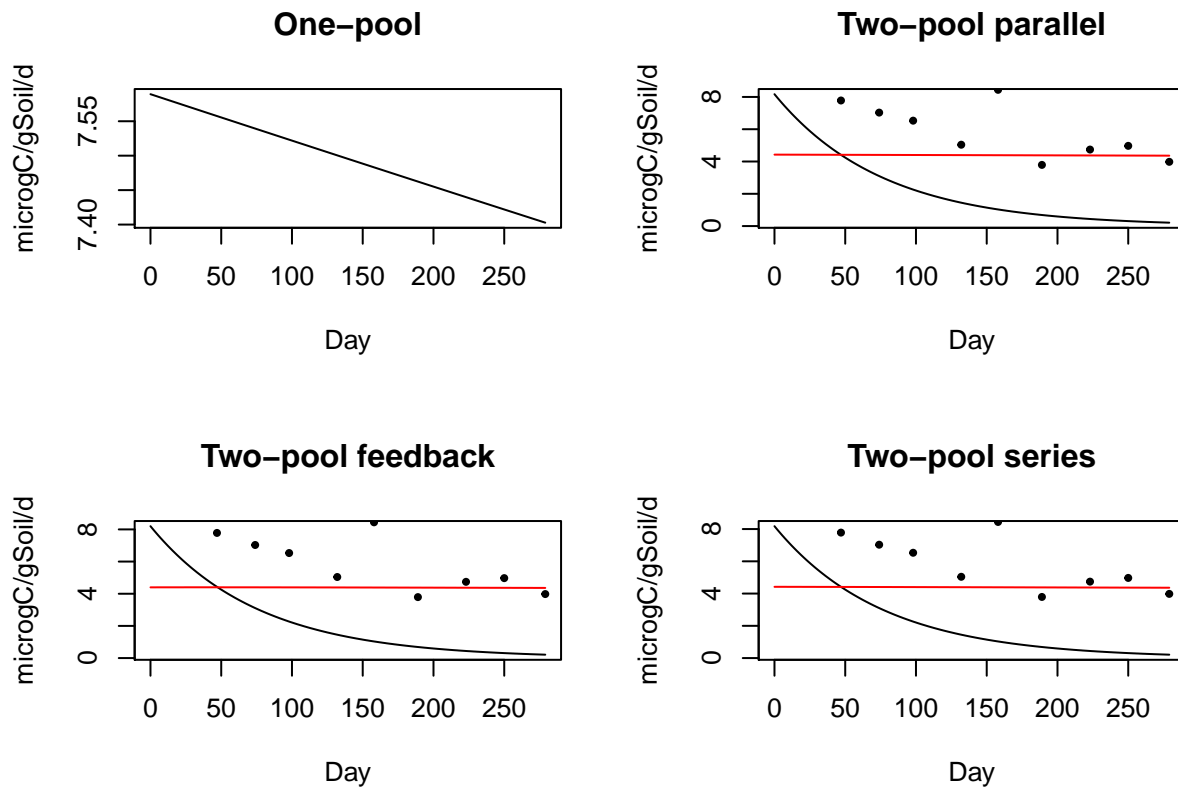 One−pool
microgC/gSoil/d
7.55
7.40
0 50 100 150 200 250
Day
Two−pool parallel
microgC/gSoil/d
8
4
0
0 50 100 150 200 250
Day
Two−pool feedback
microgC/gSoil/d
8
4
0
0 50 100 150 200 250
Day
Two−pool series
microgC/gSoil/d
8
4
0
0 50 100 150 200 250
Day